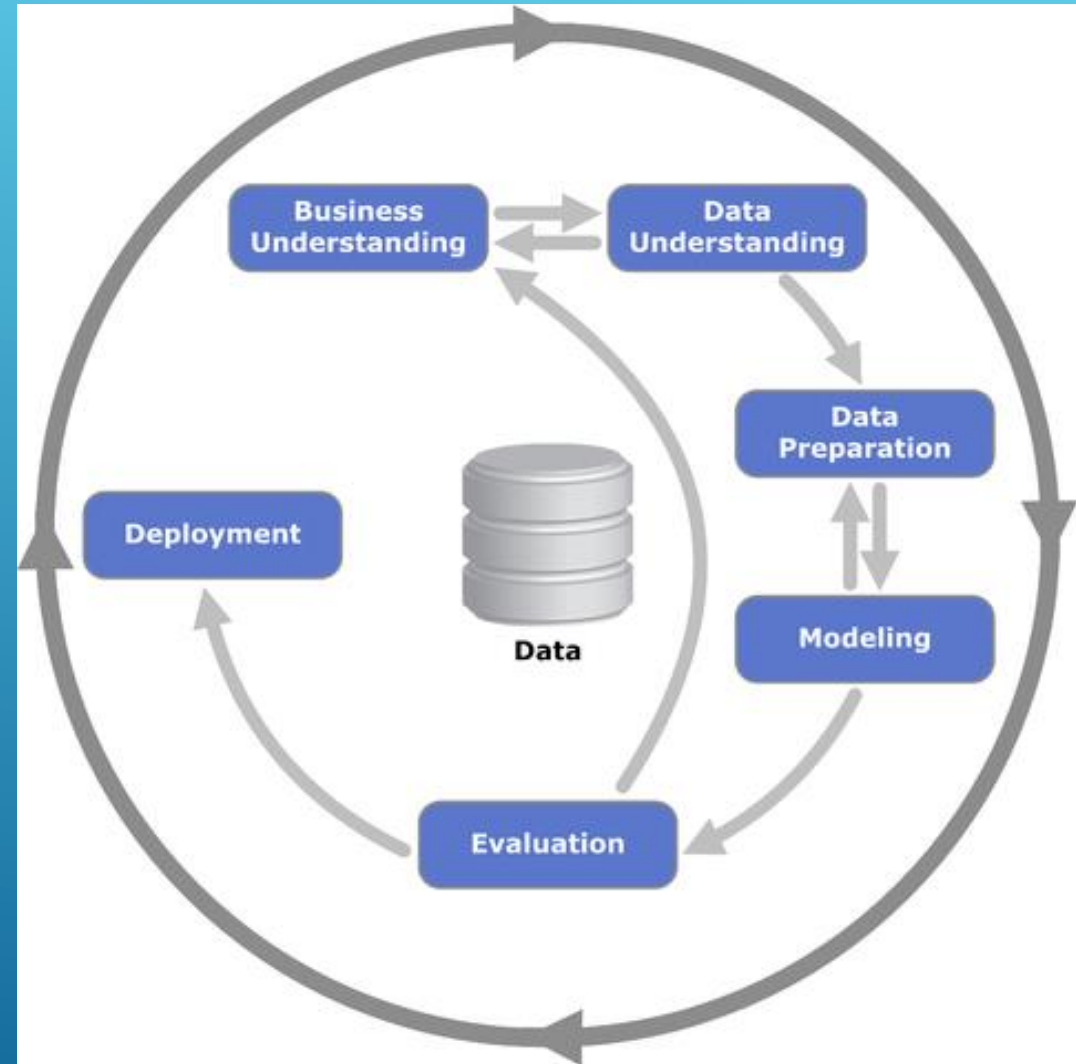 Business
Understanding
Data
Understanding
Data
Preparation
Modeling
Evaluation
Deployment
Data